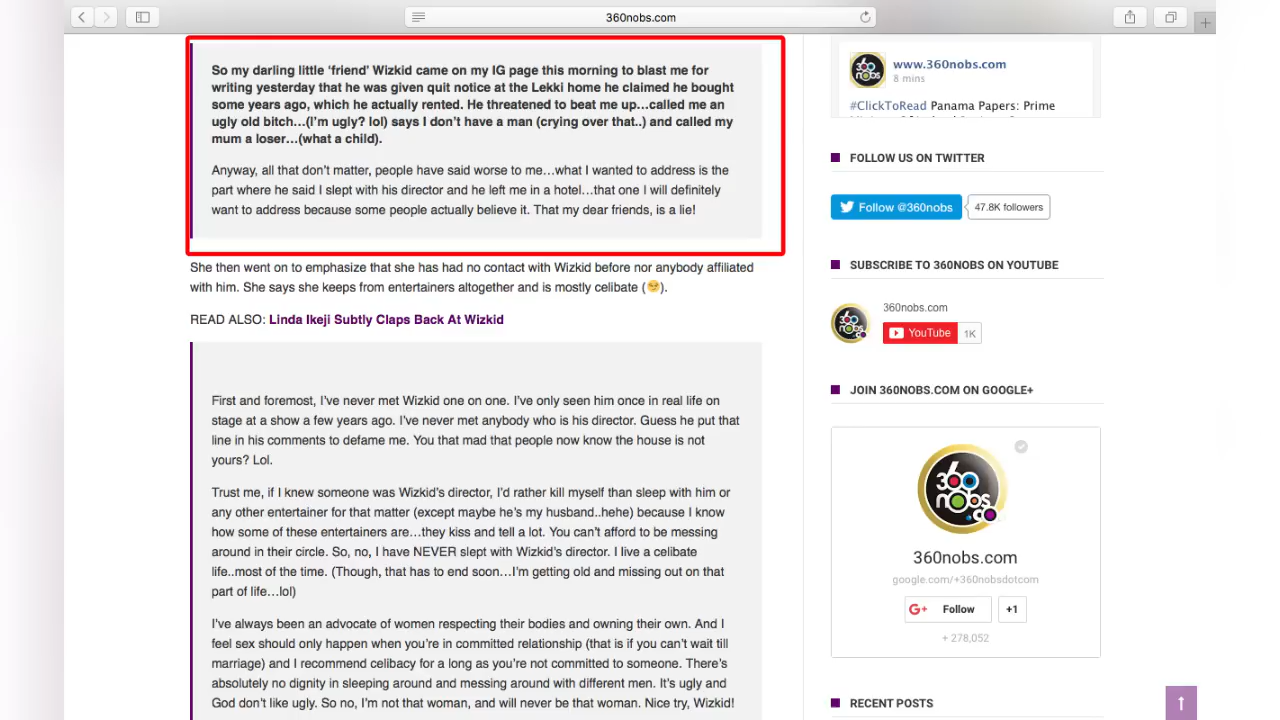 360nobs.com
So my darling little ‘friend’ Wizkid came on my IG page this morning to blast me for
writing yesterday that he was given quit notice at the Lekki home he claimed he bought
some years ago, which he actually rented. He threatened to beat me up…called me an
ugly old bitch…(I’m ugly? lol) says I don’t have a man (crying over that..) and called my
mum a loser…(what a child).
Anyway, all that don’t matter, people have said worse to me…what I wanted to address is the
part where he said I slept with his director and he left me in a hotel…that one I will definitely
want to address because some people actually believe it. That my dear friends, is a lie!
She then went on to emphasize that she has had no contact with Wizkid before nor anybody affiliated
with him. She says she keeps from entertainers altogether and is mostly celibate (😏).
READ ALSO: Linda Ikeji Subtly Claps Back At Wizkid
First and foremost, I’ve never met Wizkid one on one. I’ve only seen him once in real life on
stage at a show a few years ago. I’ve never met anybody who is his director. Guess he put that
line in his comments to defame me. You that mad that people now know the house is not
yours? Lol.
Trust me, if I knew someone was Wizkid’s director, I’d rather kill myself than sleep with him or
any other entertainer for that matter (except maybe he’s my husband..hehe) because I know
how some of these entertainers are…they kiss and tell a lot. You can’t afford to be messing
around in their circle. So, no, I have NEVER slept with Wizkid’s director. I live a celibate
life..most of the time. (Though, that has to end soon…I’m getting old and missing out on that
part of life…lol)
I’ve always been an advocate of women respecting their bodies and owning their own. And I
feel sex should only happen when you’re in committed relationship (that is if you can’t wait till
marriage) and I recommend celibacy for a long as you’re not committed to someone. There’s
absolutely no dignity in sleeping around and messing around with different men. It’s ugly and
God don’t like ugly. So no, I’m not that woman, and will never be that woman. Nice try, Wizkid!
www.360nobs.com
8 mins
#ClickToRead Panama Papers: Prime
FOLLOW US ON TWITTER
Follow @360nobs
47.8K followers
SUBSCRIBE TO 360NOBS ON YOUTUBE
360nobs.com
YouTube
1K
JOIN 360NOBS.COM ON GOOGLE+
360
nobs
.co
360nobs.com
google.com/+360nobsdotcom
G+ Follow
+1
+ 278,052
RECENT POSTS